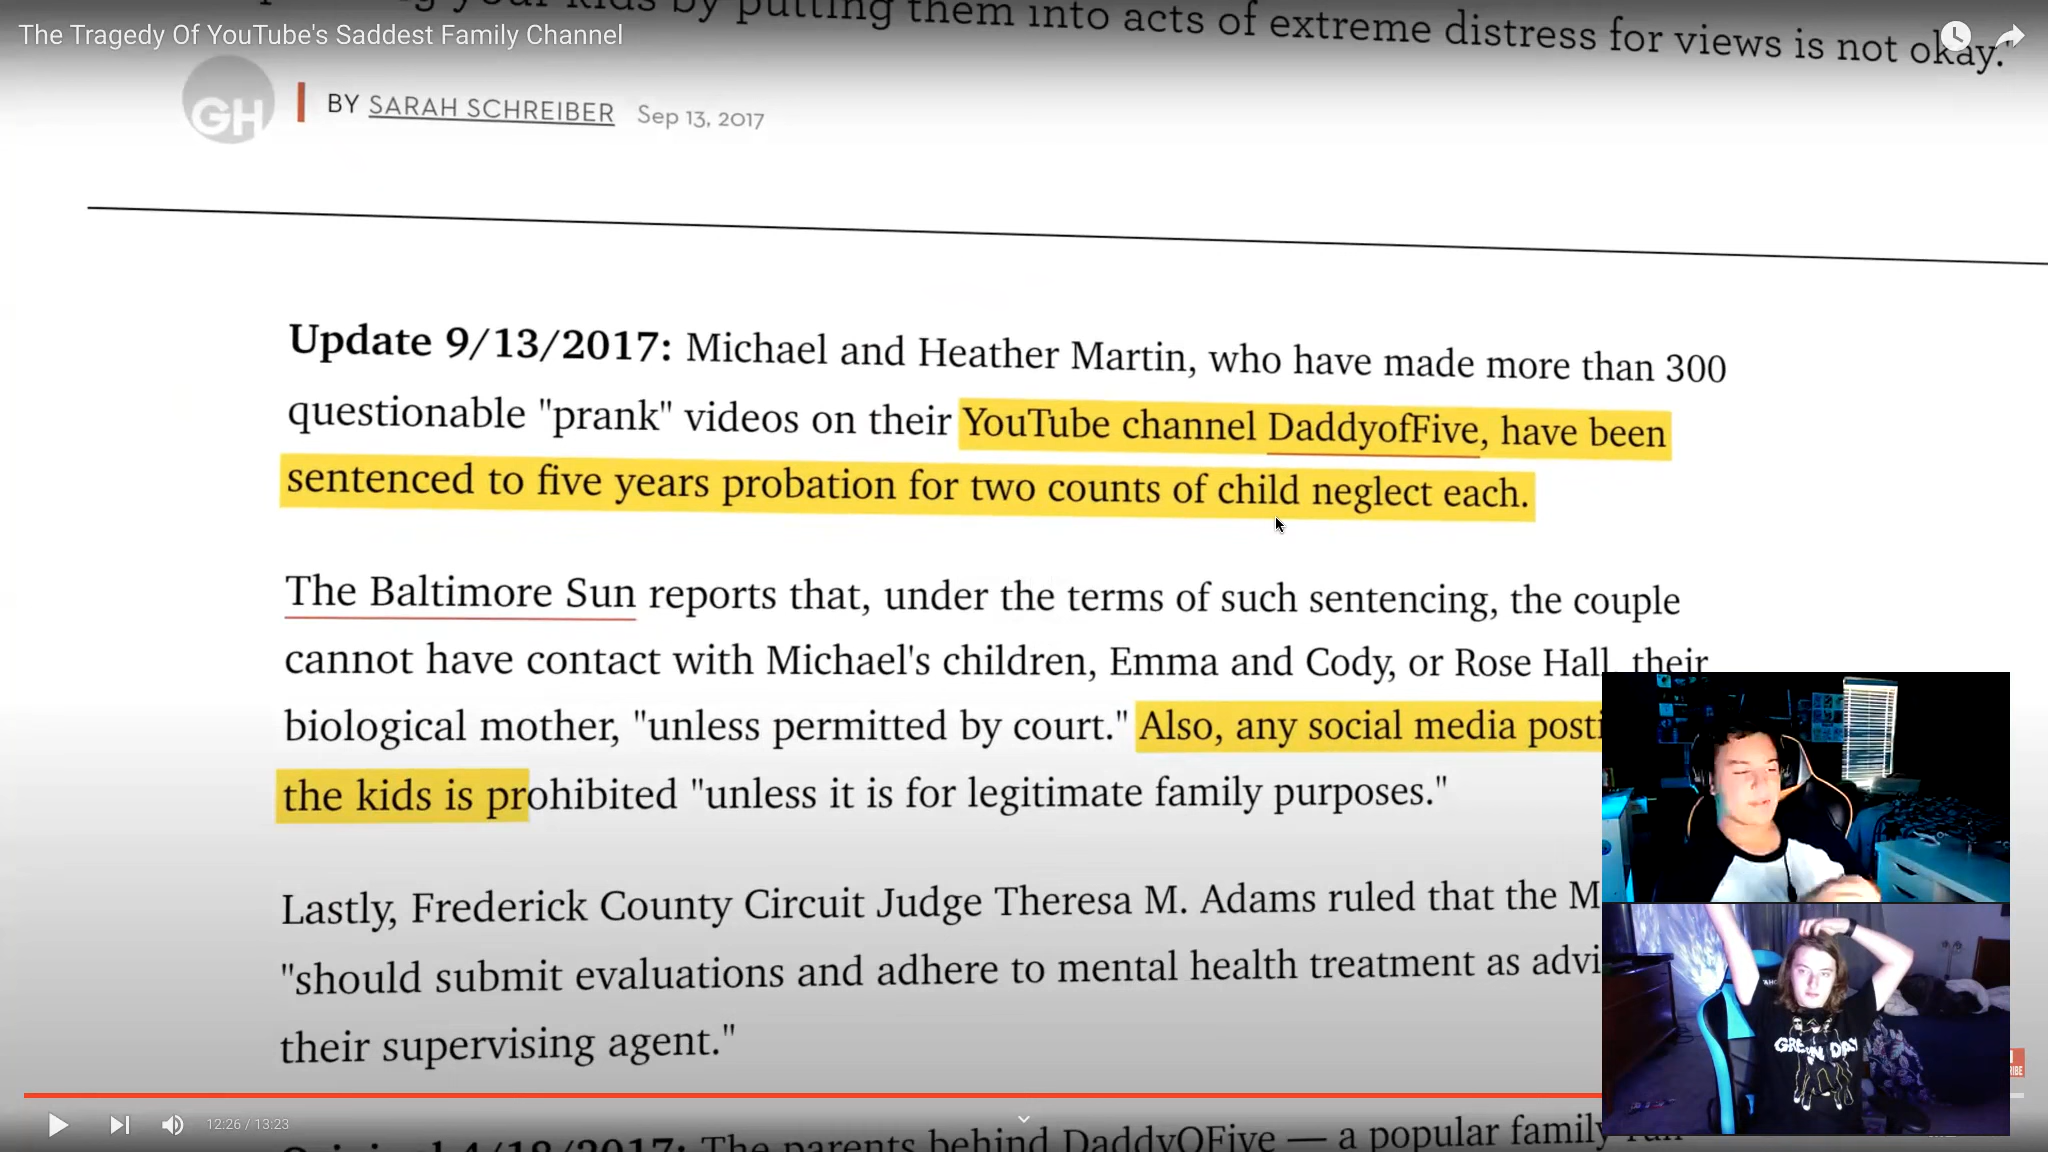 putting them into acts of extreme distress for views is not okay."
The Tragedy Of YouTube's Saddest Family Channel
GH
BY SARAH SCHREIBER Sep 13, 2017
Update 9/13/2017: Michael and Heather Martin, who have made more than 300
questionable "prank" videos on their YouTube channel DaddyofFive, have been
sentenced to five years probation for two counts of child neglect each.
The Baltimore Sun reports that, under the terms of such sentencing, the couple
cannot have contact with Michael's children, Emma and Cody, or Rose Hall, their
biological mother, "unless permitted by court." Also, any social media posti
the kids is prohibited "unless it is for legitimate family purposes."
Lastly, Frederick County Circuit Judge Theresa M. Adams ruled that the M
"should submit evaluations and adhere to mental health treatment as advi
their supervising agent."
GREEN DAY
12:26 / 13:23
The parents behind DaddyOFive — a popular family